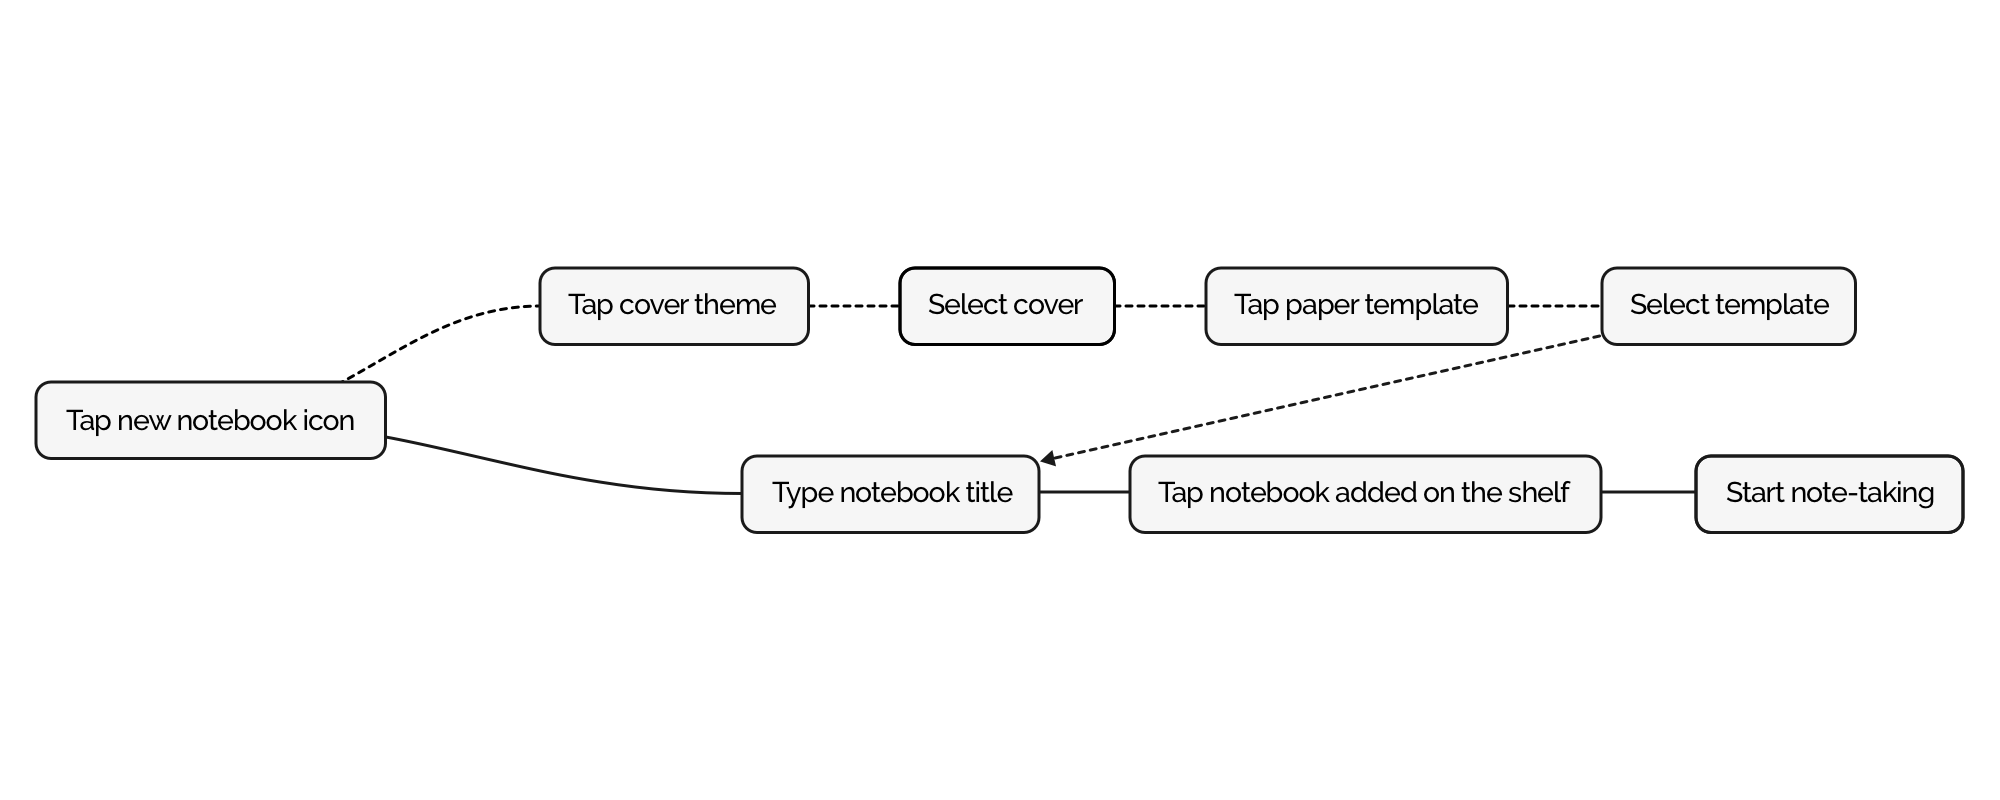 Tap cover theme
Select cover
Tap paper template
Select template
Tap new notebook icon
Type notebook title
Tap notebook added on the shelf
Start note-taking